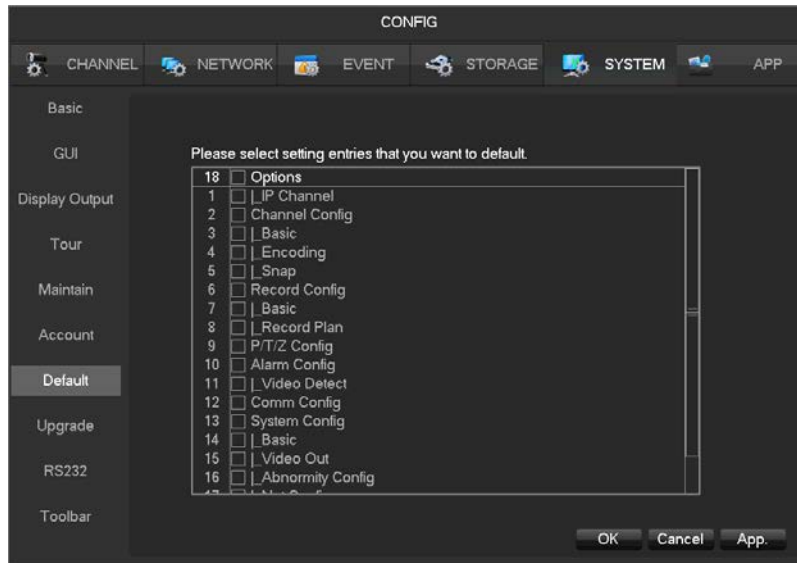 CONFIG
CHANNEL NETWORK EVENT STORAGE SYSTEM APP
Basic
GUI
Display Output
Tour
Maintain
Account
Default
Upgrade
RS232
Toolbar
Please select setting entries that you want to default.
18 Options
1 |_IP Channel
2 Channel Config
3 |_Basic
4 |_Encoding
5 |_Snap
6 Record Config
7 |_Basic
8 |_Record Plan
9 P/T/Z Config
10 Alarm Config
11 |_Video Detect
12 Comm Config
13 System Config
14 |_Basic
15 |_Video Out
16 |_Abnormity Config
OK Cancel App.